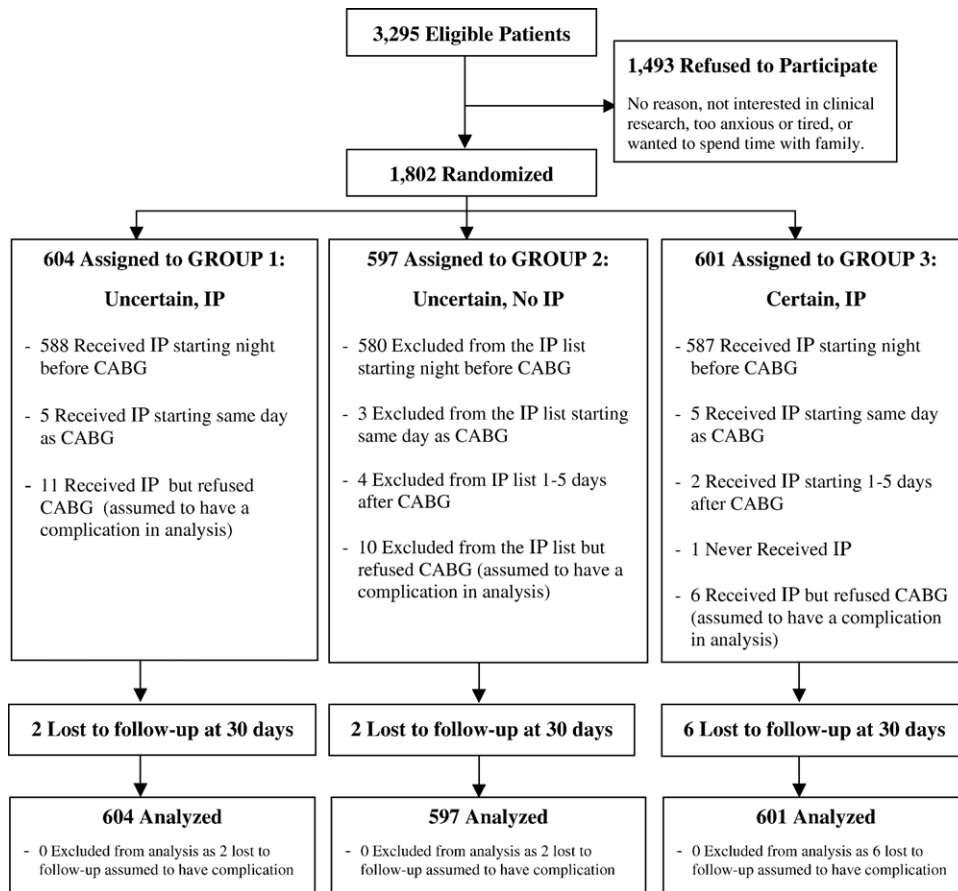 3,295 Eligible Patients
1,493 Refused to Participate
No reason, not interested in clinical
research, too anxious or tired, or
wanted to spend time with family.
1,802 Randomized
604 Assigned to GROUP 1:
Uncertain, IP
- 588 Received IP starting night
before CABG
- 5 Received IP starting same day
as CABG
- 11 Received IP but refused
CABG (assumed to have a
complication in analysis)
597 Assigned to GROUP 2:
Uncertain, No IP
- 580 Excluded from the IP list
starting night before CABG
- 3 Excluded from the IP list starting
same day as CABG
- 4 Excluded from IP list 1-5 days
after CABG
- 10 Excluded from the IP list but
refused CABG (assumed to have a
complication in analysis)
601 Assigned to GROUP 3:
Certain, IP
- 587 Received IP starting night
before CABG
- 5 Received IP starting same day
as CABG
- 2 Received IP starting 1-5 days
after CABG
- 1 Never Received IP
- 6 Received IP but refused CABG
(assumed to have a complication
in analysis)
2 Lost to follow-up at 30 days
2 Lost to follow-up at 30 days
6 Lost to follow-up at 30 days
604 Analyzed
- 0 Excluded from analysis as 2 lost to
follow-up assumed to have complication
597 Analyzed
- 0 Excluded from analysis as 2 lost to
follow-up assumed to have complication
601 Analyzed
- 0 Excluded from analysis as 6 lost to
follow-up assumed to have complication